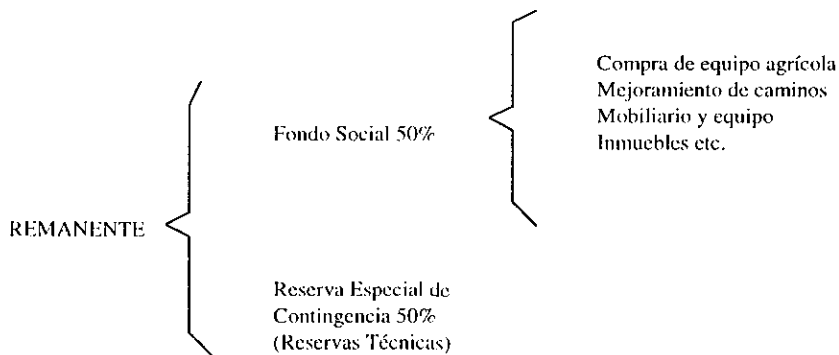 REMANENTE
Fondo Social 50%
Compra de equipo agrícola
Mejoramiento de caminos
Mobiliario y equipo
Inmuebles etc.
Reserva Especial de
Contingencia 50%
(Reservas Técnicas)